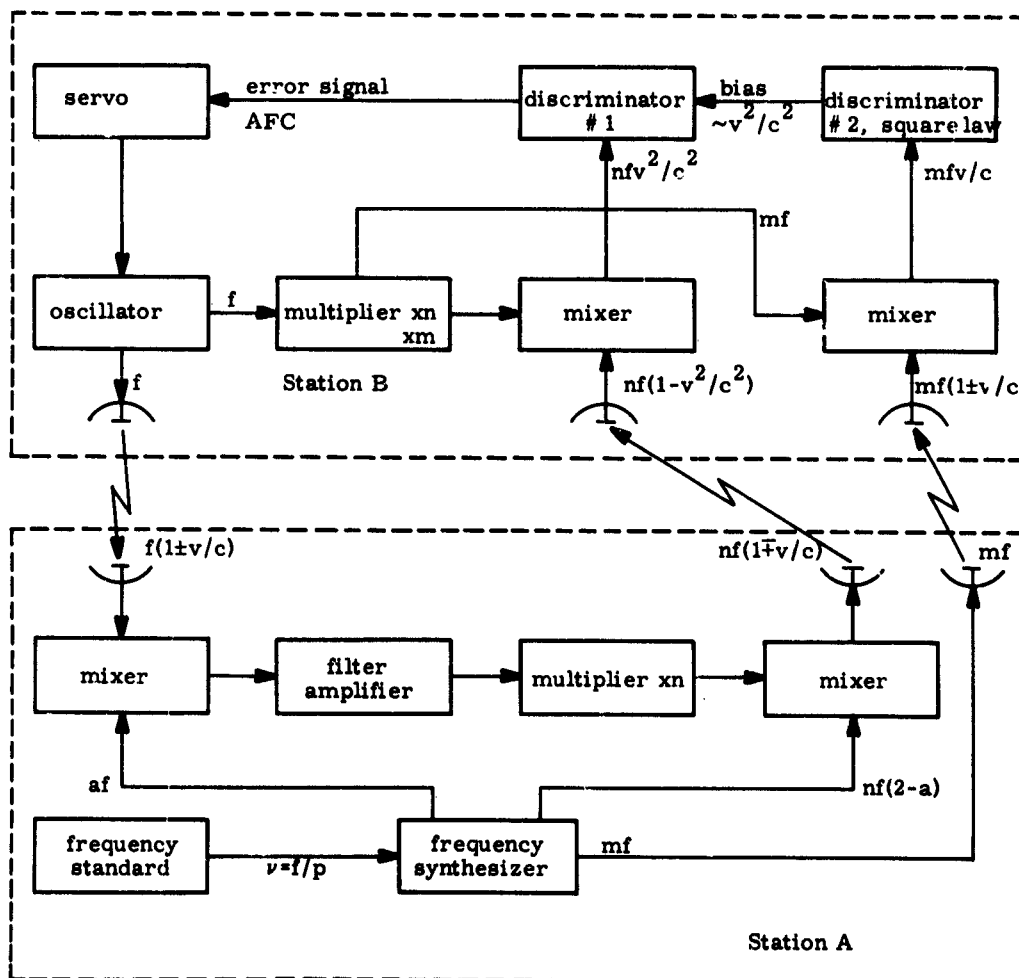 servo
error signal
AFC
discriminator
# 1
bias
~v²/c²
discriminator
# 2, square law
nfv²/c²
mfv/c
mf
oscillator
f
multiplier xn
xm
mixer
mixer
f
Station B
nf(1-v²/c²)
mf(1±v/c
f(1±v/c)
nf(1∓v/c)
mf
mixer
filter
amplifier
multiplier xn
mixer
af
nf(2-a)
frequency
standard
ν=f/p
frequency
synthesizer
mf
Station A